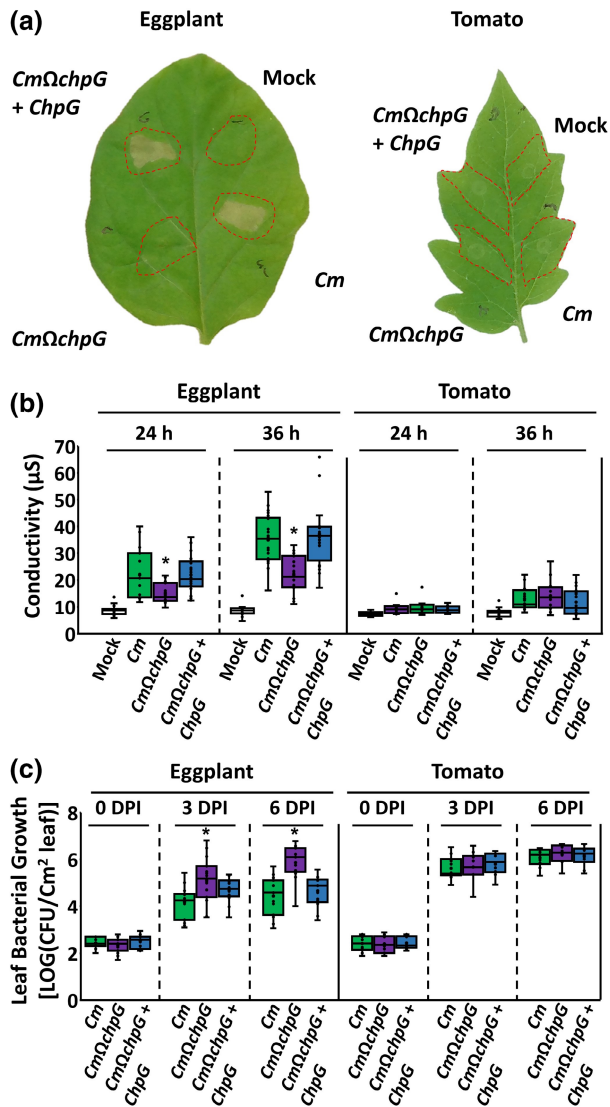 (a)
Eggplant
Tomato
CmΩchpG
+ ChpG
Mock
CmΩchpG
+ ChpG
Mock
Cm
CmΩchpG
Cm
CmΩchpG
(b)
Eggplant
Tomato
24 h
36 h
24 h
36 h
Conductivity (µS)
70
60
50
40
30
20
10
0
*
*
Mock
Cm
CmΩchpG
CmΩchpG +
ChpG
Mock
Cm
CmΩchpG
CmΩchpG +
ChpG
Mock
Cm
CmΩchpG
CmΩchpG +
ChpG
Mock
Cm
CmΩchpG
CmΩchpG +
ChpG
(c)
Eggplant
Tomato
0 DPI
3 DPI
6 DPI
0 DPI
3 DPI
6 DPI
Leaf Bacterial Growth
[LOG(CFU/Cm² leaf)]
8
6
4
2
0
*
*
Cm
CmΩchpG
CmΩchpG +
ChpG
Cm
CmΩchpG
CmΩchpG +
ChpG
Cm
CmΩchpG
CmΩchpG +
ChpG
Cm
CmΩchpG
CmΩchpG +
ChpG
Cm
CmΩchpG
CmΩchpG +
ChpG
Cm
CmΩchpG
CmΩchpG +
ChpG